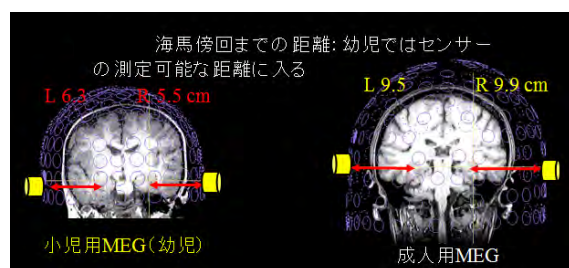 海馬傍回までの距離: 幼児ではセンサー
の測定可能な距離に入る
L 6.3 R 5.5 cm
L 9.5 R 9.9 cm
小児用MEG(幼児)
成人用MEG